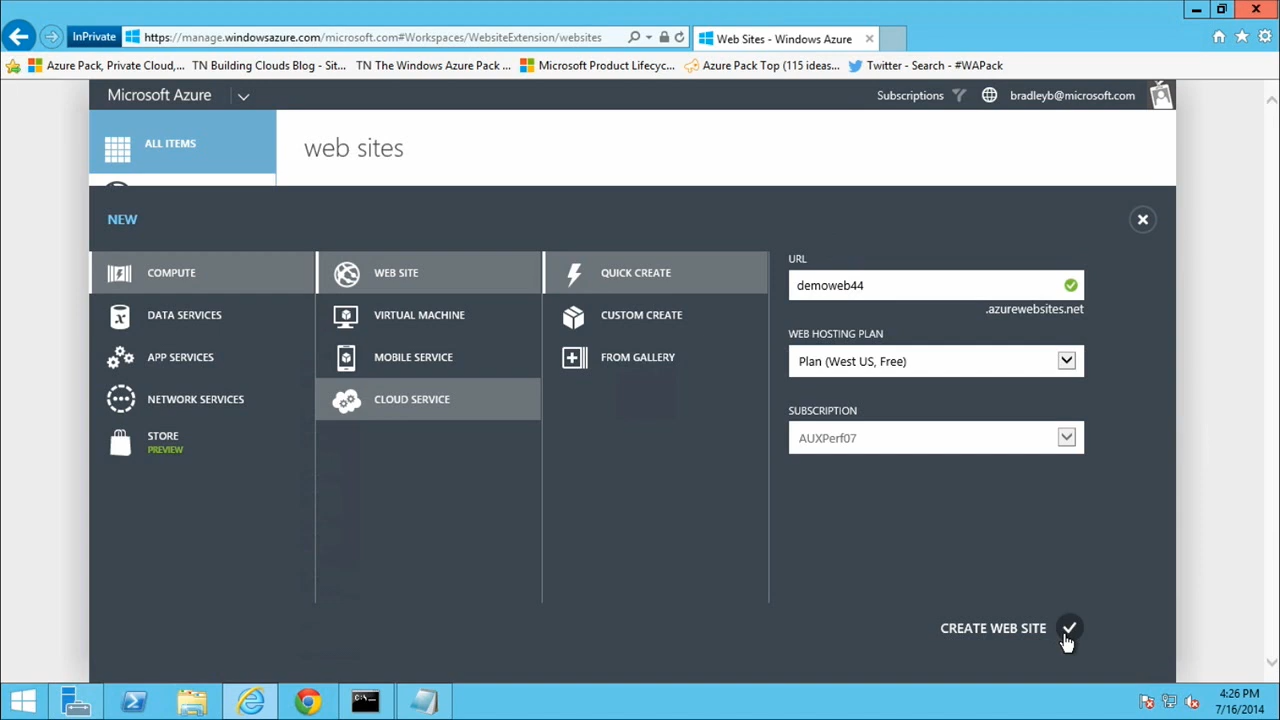 InPrivate
https://manage.windowsazure.com/microsoft.com#Workspaces/WebsiteExtension/websites
Web Sites - Windows Azure
Azure Pack, Private Cloud,...
TN Building Clouds Blog - Sit...
TN The Windows Azure Pack ...
Microsoft Product Lifecyc...
Azure Pack Top (115 ideas...
Twitter - Search - #WAPack
Microsoft Azure
Subscriptions
bradleyb@microsoft.com
ALL ITEMS
web sites
NEW
COMPUTE
DATA SERVICES
APP SERVICES
NETWORK SERVICES
STORE
PREVIEW
WEB SITE
VIRTUAL MACHINE
MOBILE SERVICE
CLOUD SERVICE
QUICK CREATE
CUSTOM CREATE
FROM GALLERY
URL
demoweb44
.azurewebsites.net
WEB HOSTING PLAN
Plan (West US, Free)
SUBSCRIPTION
AUXPerf07
CREATE WEB SITE
C:\.
4:26 PM
7/16/2014